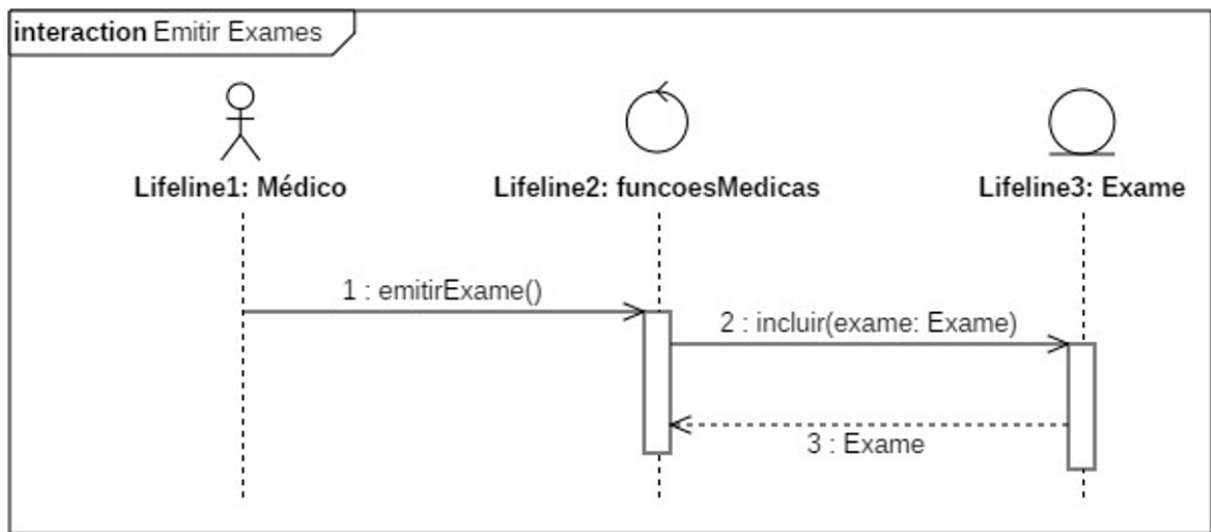 interaction Emitir Exames
Lifeline1: Médico
Lifeline2: funcoesMedicas
Lifeline3: Exame
1 : emitirExame()
2 : incluir(exame: Exame)
3 : Exame